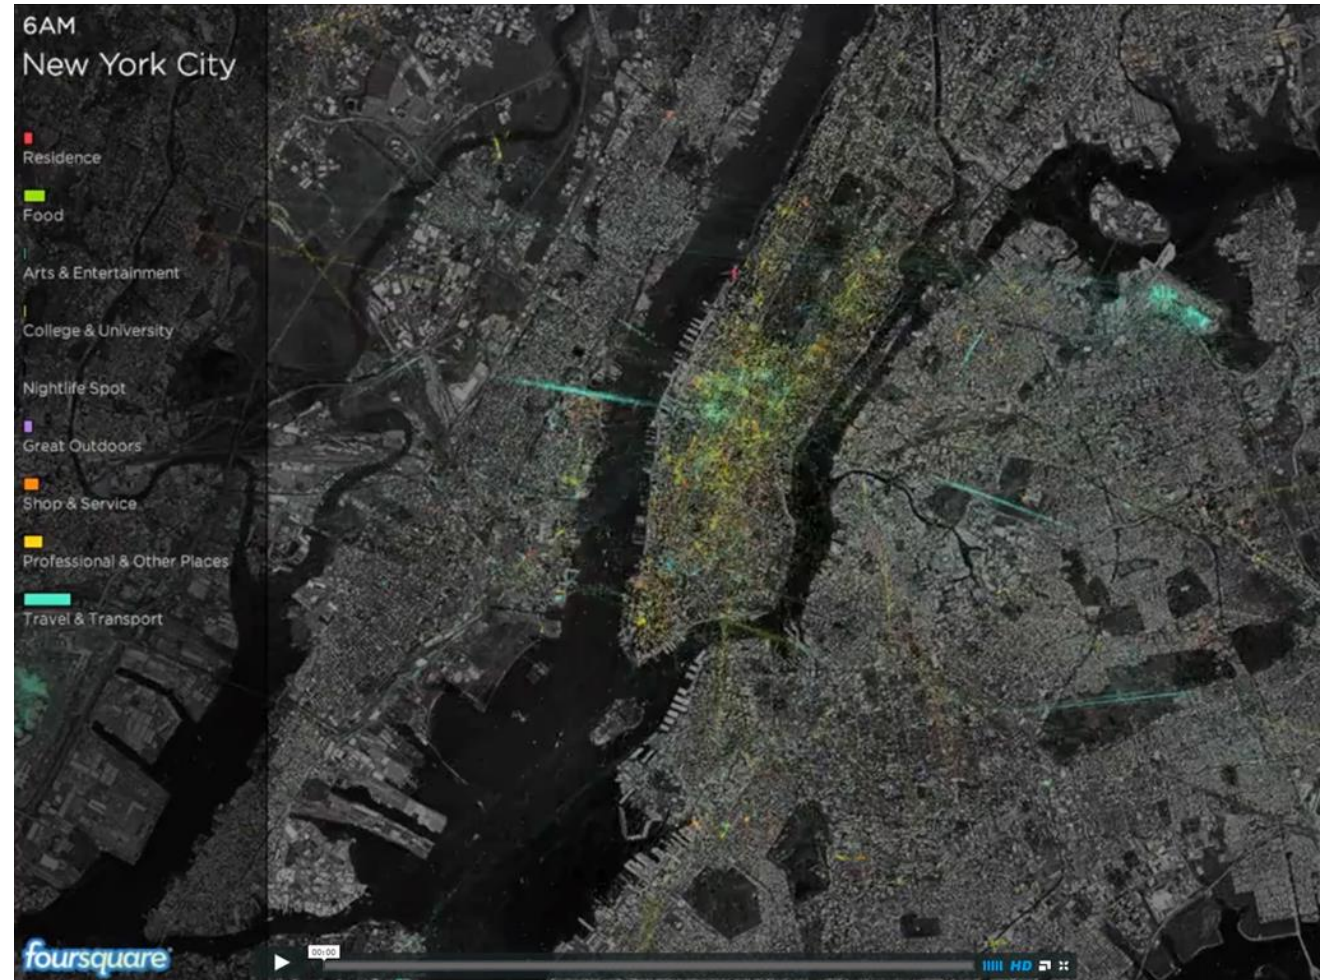 6AM
New York City
Residence
Food
Arts & Entertainment
College & University
Nightlife Spot
Great Outdoors
Shop & Service
Professional & Other Places
Travel & Transport
foursquare
00:00
HD